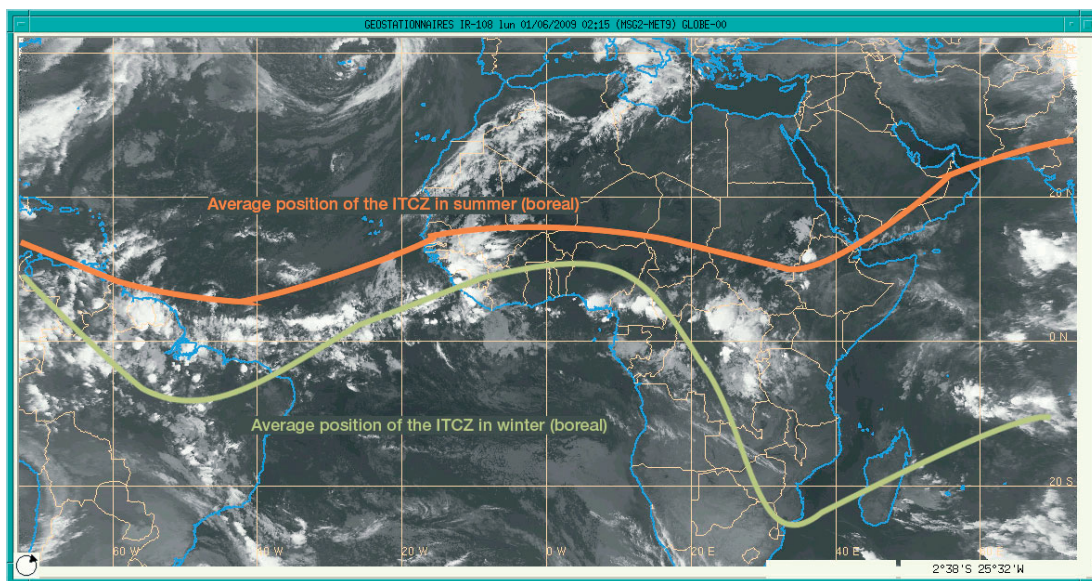 GEOSTATIONNAIRES IR-108 lun 01/06/2009 02:15 (MSG2-MET9) GLOBE-00
20 N
Average position of the ITCZ in summer (boreal)
0 N
Average position of the ITCZ in winter (boreal)
20 S
60 W
40 W
20 W
0 W
20 E
40 E
2°38'S 25°32'W